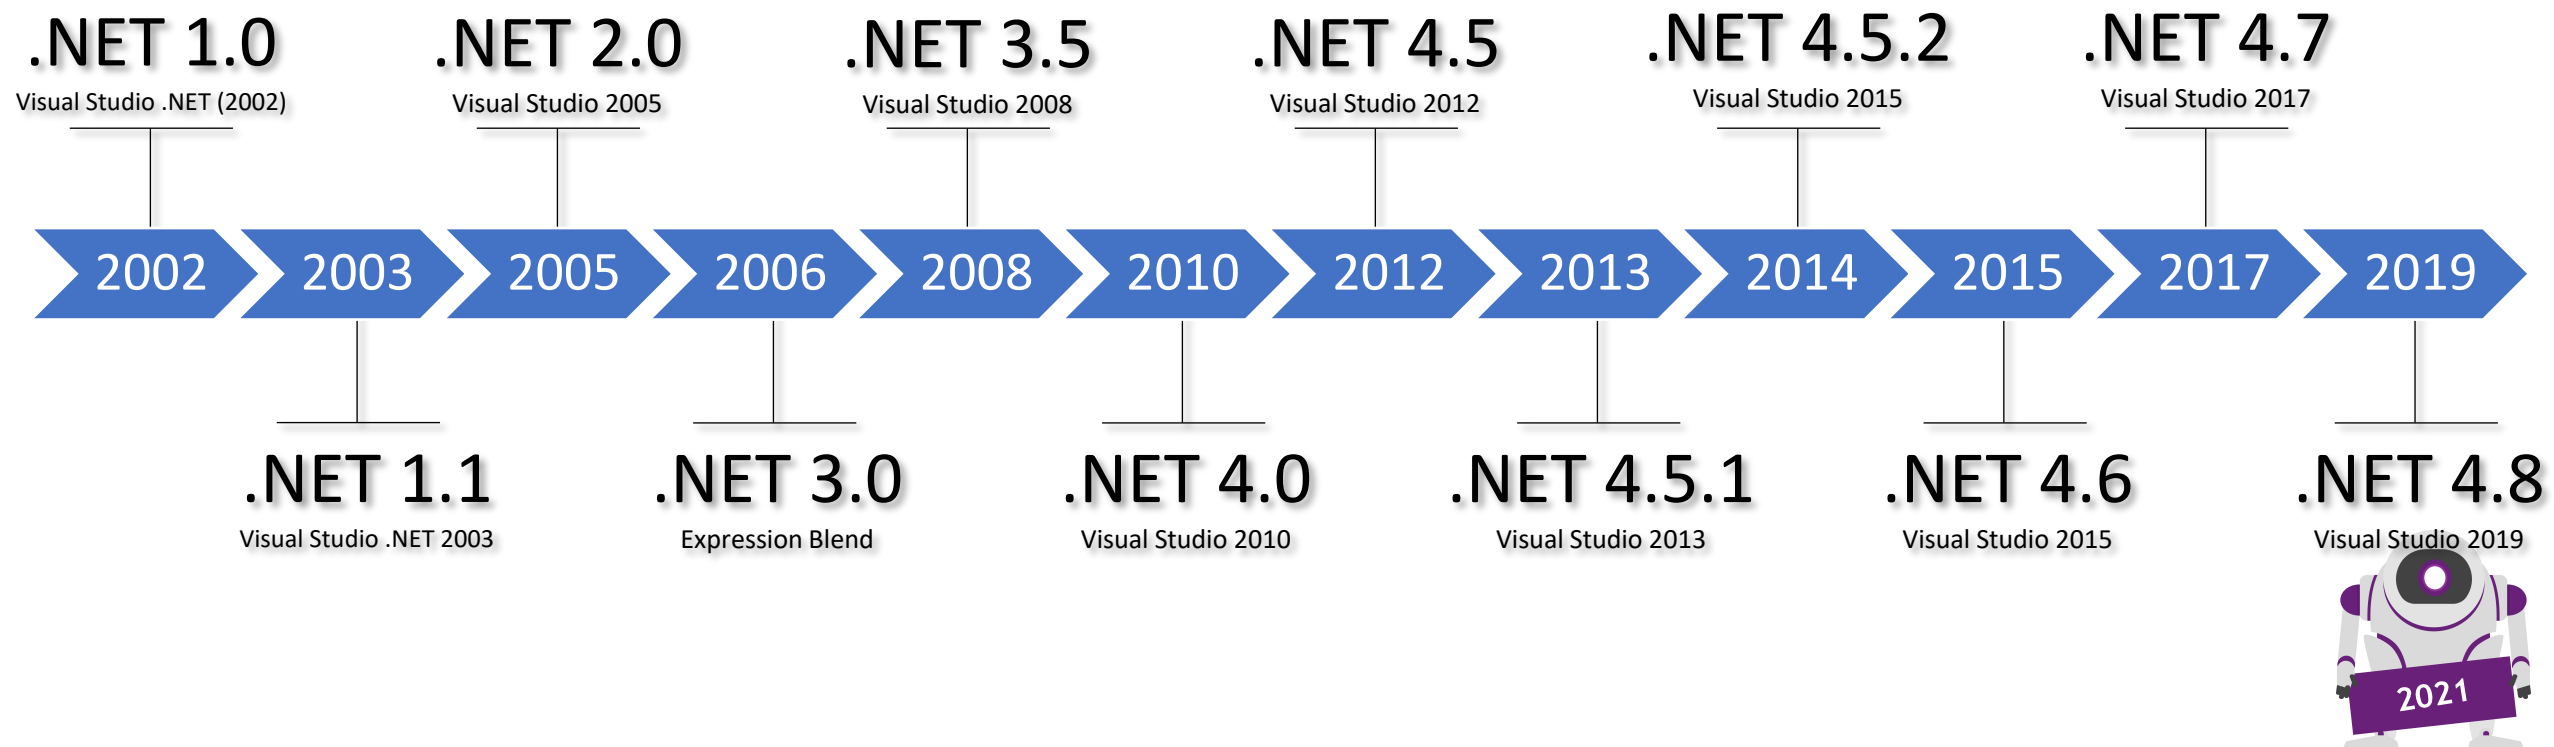 .NET 1.0
Visual Studio .NET (2002)
.NET 2.0
Visual Studio 2005
.NET 3.5
Visual Studio 2008
.NET 4.5
Visual Studio 2012
.NET 4.5.2
Visual Studio 2015
.NET 4.7
Visual Studio 2017
2002
2003
2005
2006
2008
2010
2012
2013
2014
2015
2017
2019
.NET 1.1
Visual Studio .NET 2003
.NET 3.0
Expression Blend
.NET 4.0
Visual Studio 2010
.NET 4.5.1
Visual Studio 2013
.NET 4.6
Visual Studio 2015
.NET 4.8
Visual Studio 2019
2021